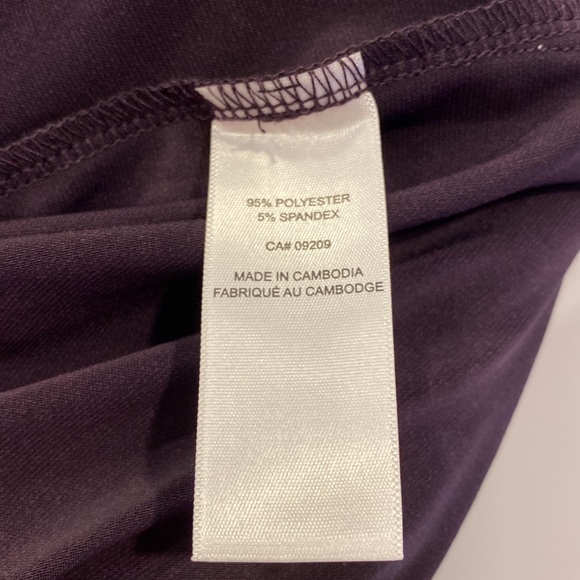 95% POLYESTER
5% SPANDEX
CA# 09209
MADE IN CAMBODIA
FABRIQUÉ AU CAMBODGE